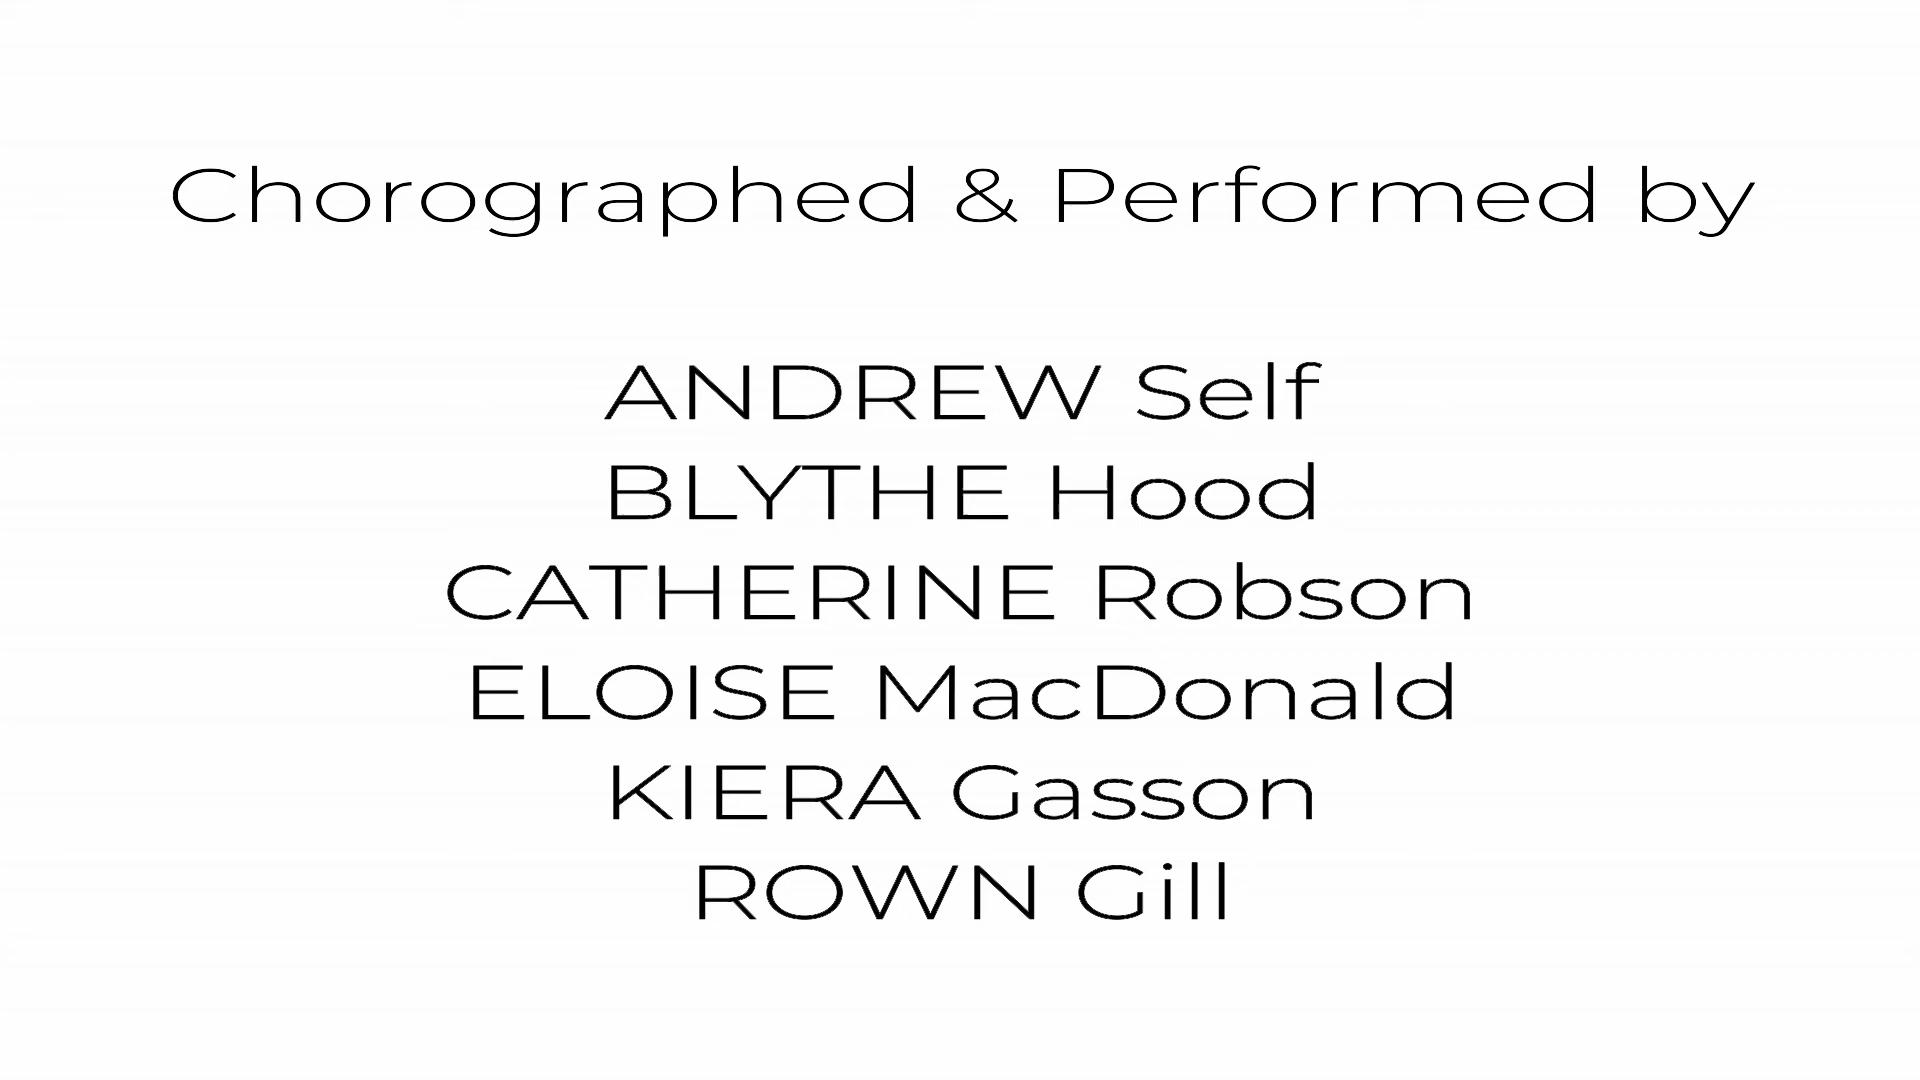 Chorographed & Performed by
ANDREW Self
BLYTHE Hood
CATHERINE Robson
ELOISE MacDonald
KIERA Gasson
ROWN Gill